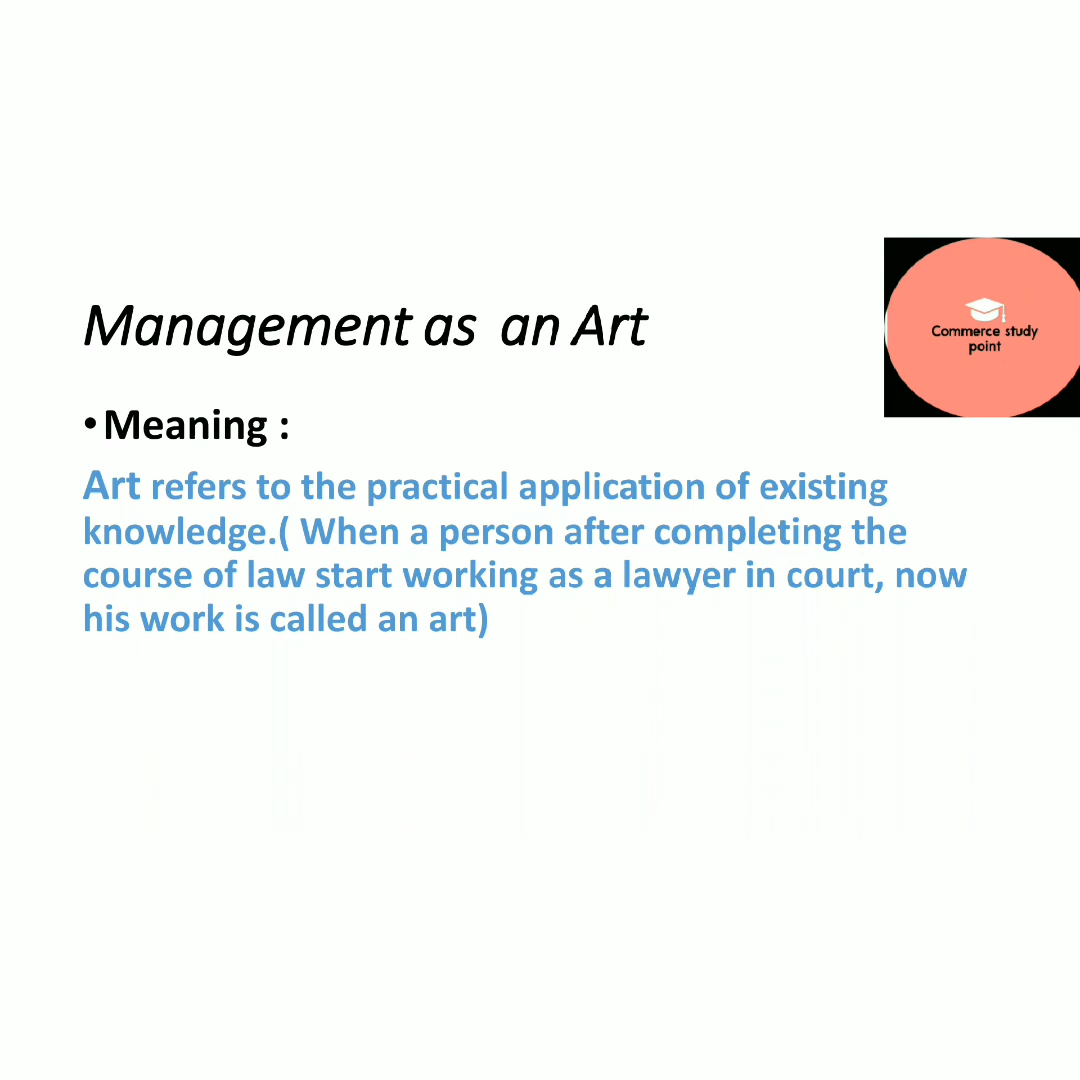 Management as an Art
Commerce study
point
•Meaning :
Art refers to the practical application of existing
knowledge.( When a person after completing the
course of law start working as a lawyer in court, now
his work is called an art)